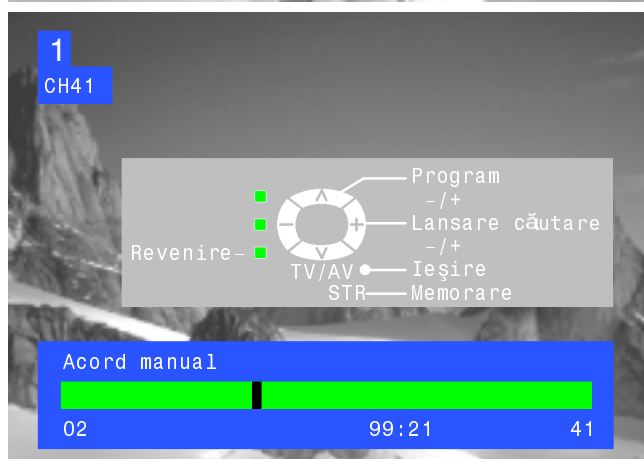 1
CH41
Program
-/+
Lansare căutare
-/+
Revenire-
TV/AV
Ieşire
STR
Memorare
Acord manual
02 99:21 41